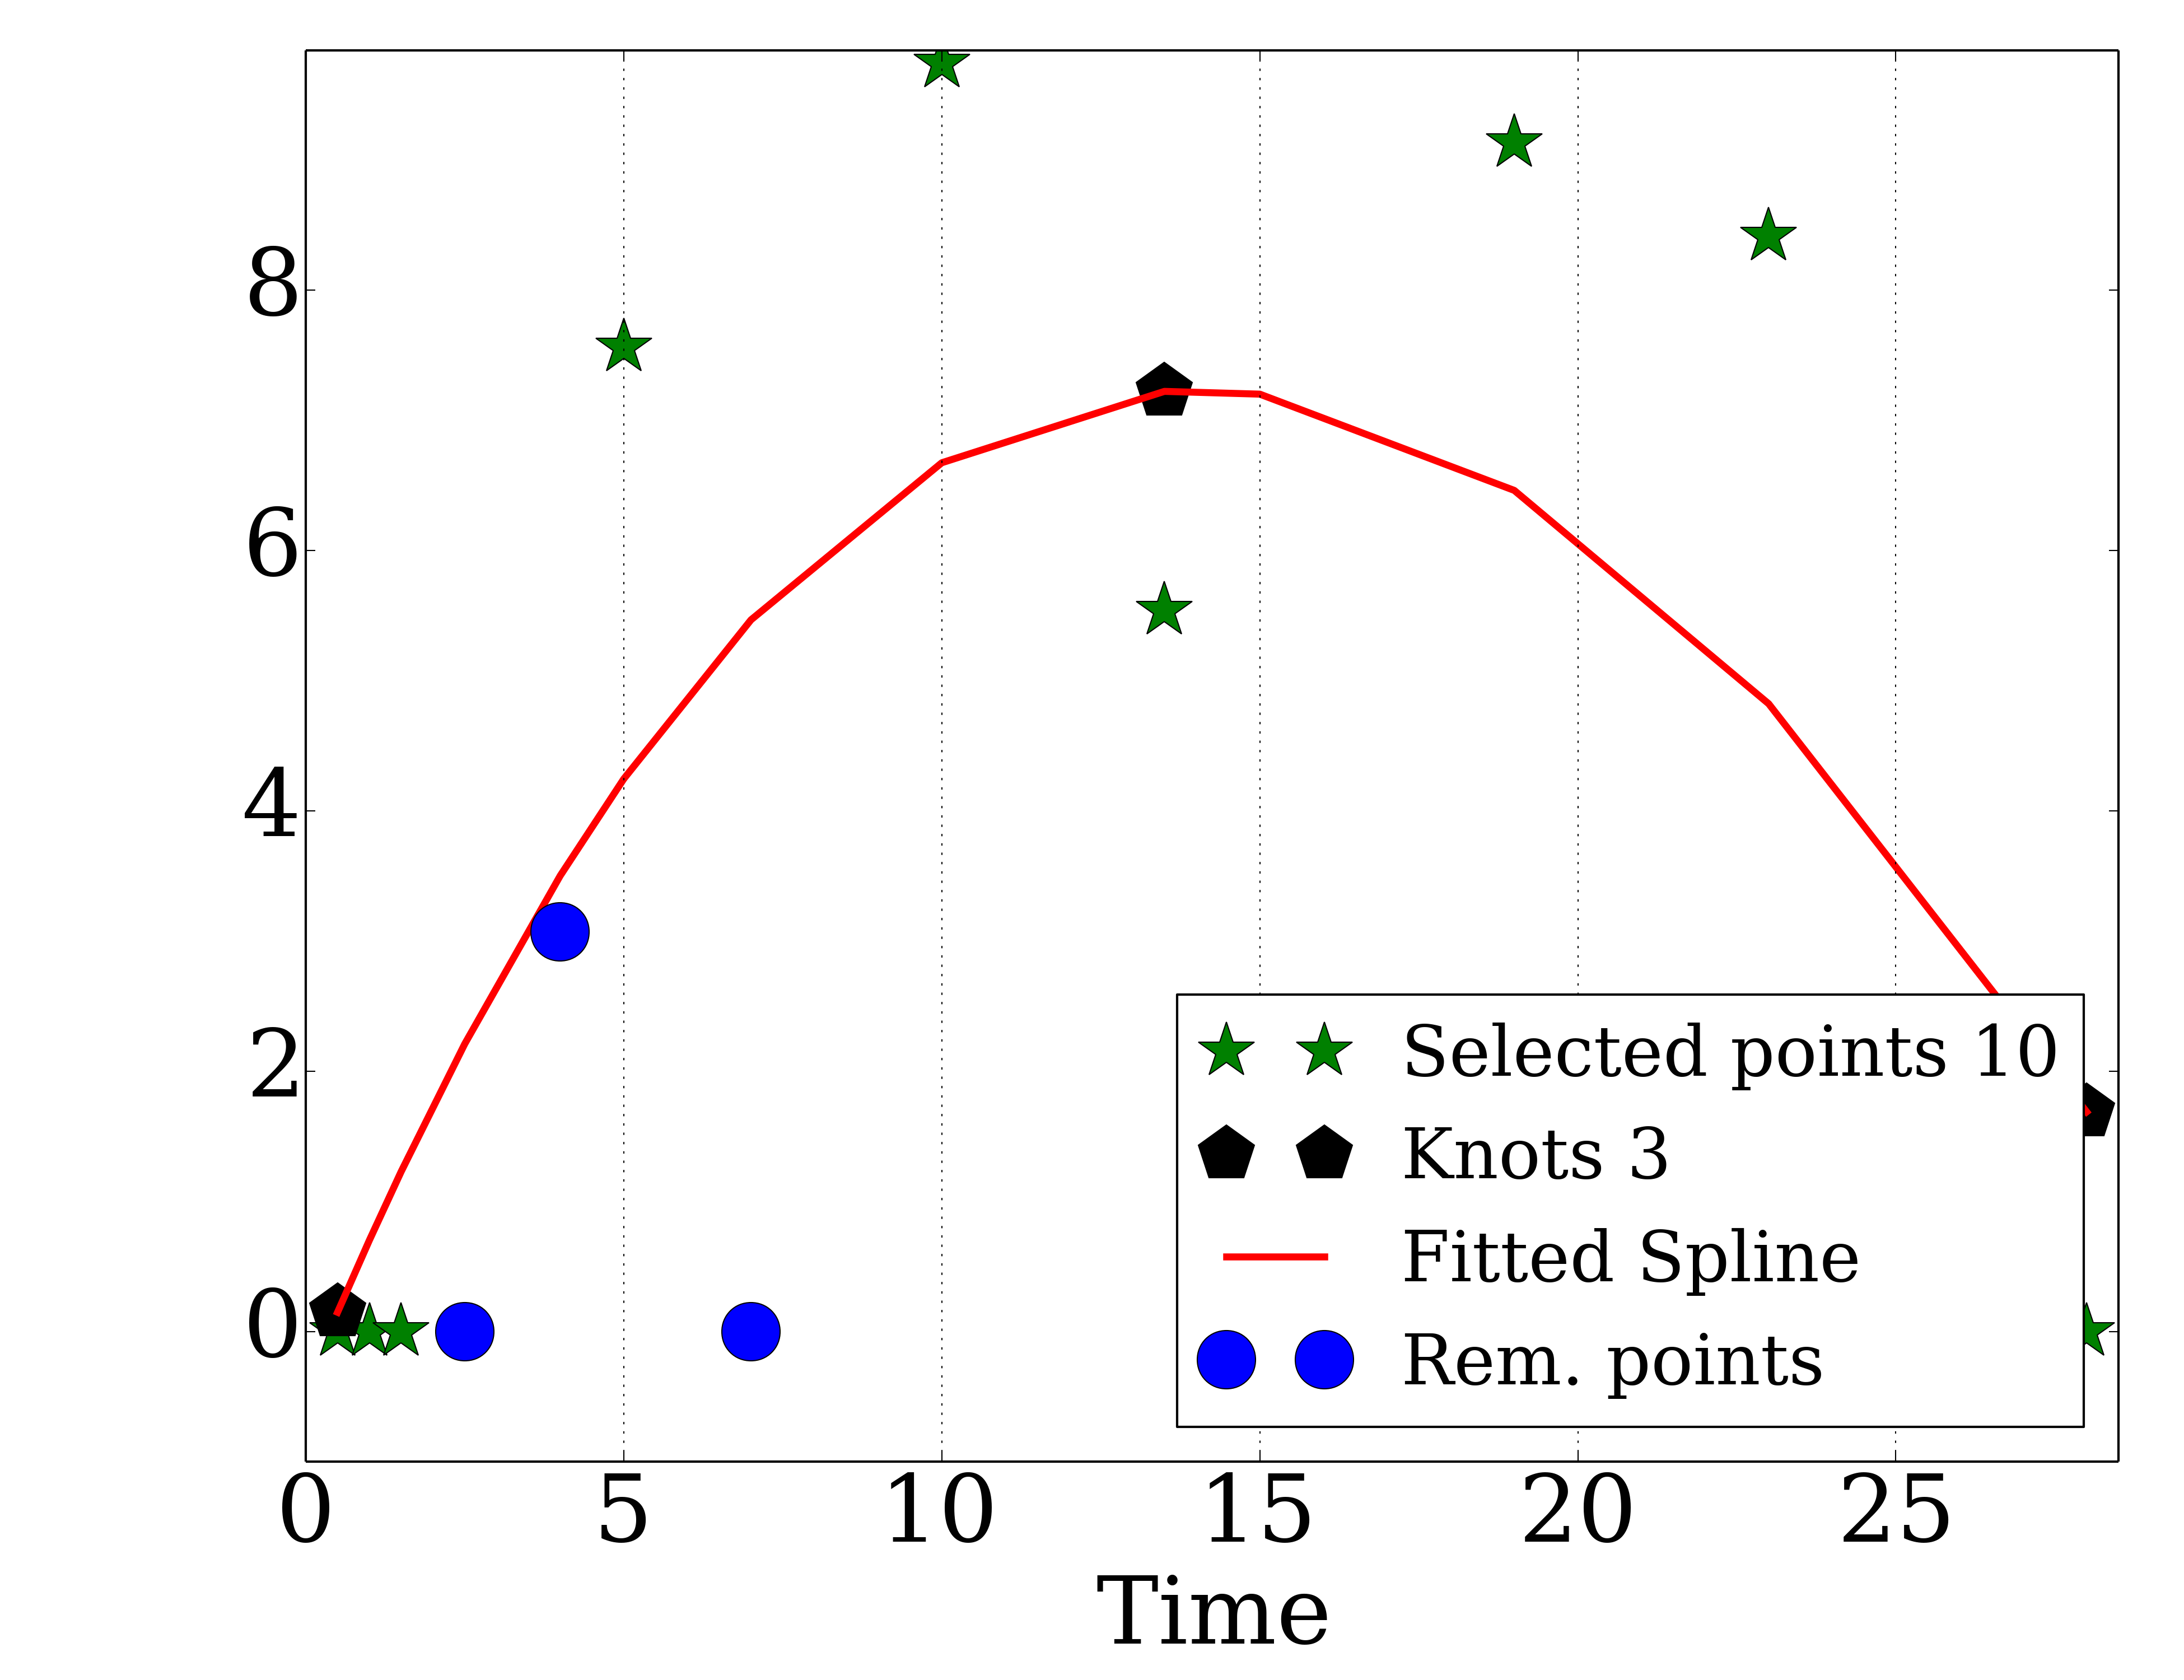 8
6
4
2
0
Selected points 10
Knots 3
Fitted Spline
Rem. points
0 5 10 15 20 25
Time